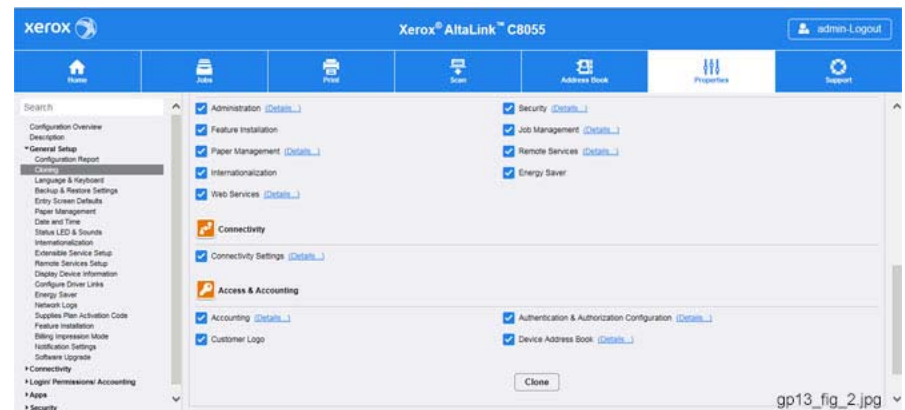 xerox
Xerox® AltaLink™ C8055
admin-Logout
Home
Jobs
Print
Scan
Address Book
Properties
Support
Search
Configuration Overview
Description
General Setup
Configuration Report
Cloning
Language & Keyboard
Backup & Restore Settings
Entry Screen Defaults
Paper Management
Date and Time
Status LED & Sounds
Internationalization
Extensible Service Setup
Remote Services Setup
Display Device Information
Configure Driver Links
Energy Saver
Network Logs
Supplies Plan Activation Code
Feature Installation
Billing Impression Mode
Notification Settings
Software Upgrade
Connectivity
Login/ Permissions/ Accounting
Apps
Security
Administration (Details...)
Security (Details...)
Feature Installation
Job Management (Details...)
Paper Management (Details...)
Remote Services (Details...)
Internationalization
Energy Saver
Web Services (Details...)
Connectivity
Connectivity Settings (Details...)
Access & Accounting
Accounting (Details...)
Authentication & Authorization Configuration (Details...)
Customer Logo
Device Address Book (Details...)
Clone
gp13_fig_2.jpg